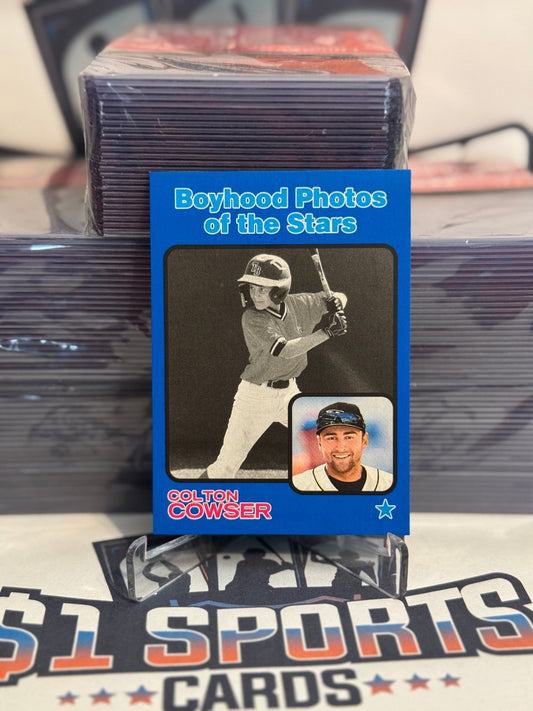 Boyhood Photos
of the Stars
COLTON
COWSER
$1 SPORTS
CARDS